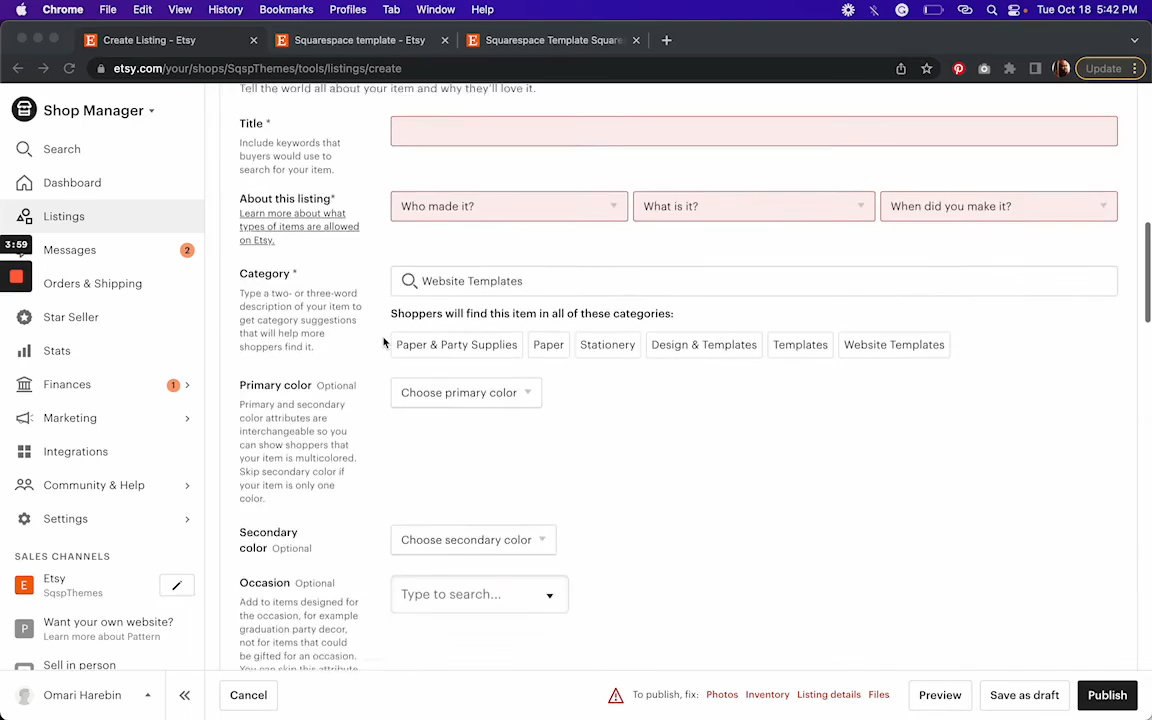 Chrome File Edit View History Bookmarks Profiles Tab Window Help Tue Oct 18 5:42 PM
Create Listing - Etsy Squarespace template - Etsy Squarespace Template Square
etsy.com/your/shops/SqspThemes/tools/listings/create Update
Shop Manager
Search
Dashboard
Listings
3:59
Messages 2
Orders & Shipping
Star Seller
Stats
Finances 1
Marketing
Integrations
Community & Help
Settings
SALES CHANNELS
E Etsy
SqspThemes
P Want your own website?
Learn more about Pattern
Sell in person
Omari Harebin
Tell the world all about your item and why they'll love it.
Title *
Include keywords that
buyers would use to
search for your item.
About this listing*
Learn more about what
types of items are allowed
on Etsy.
Who made it? What is it? When did you make it?
Category *
Type a two- or three-word
description of your item to
get category suggestions
that will help more
shoppers find it.
Website Templates
Shoppers will find this item in all of these categories:
Paper & Party Supplies Paper Stationery Design & Templates Templates Website Templates
Primary color Optional
Primary and secondary
color attributes are
interchangeable so you
can show shoppers that
your item is multicolored.
Skip secondary color if
your item is only one
color.
Choose primary color
Secondary
color Optional
Choose secondary color
Occasion Optional
Add to items designed for
the occasion, for example
graduation party decor,
not for items that could
be gifted for an occasion.
You can skip this attribute
Type to search...
Cancel To publish, fix: Photos Inventory Listing details Files Preview Save as draft Publish